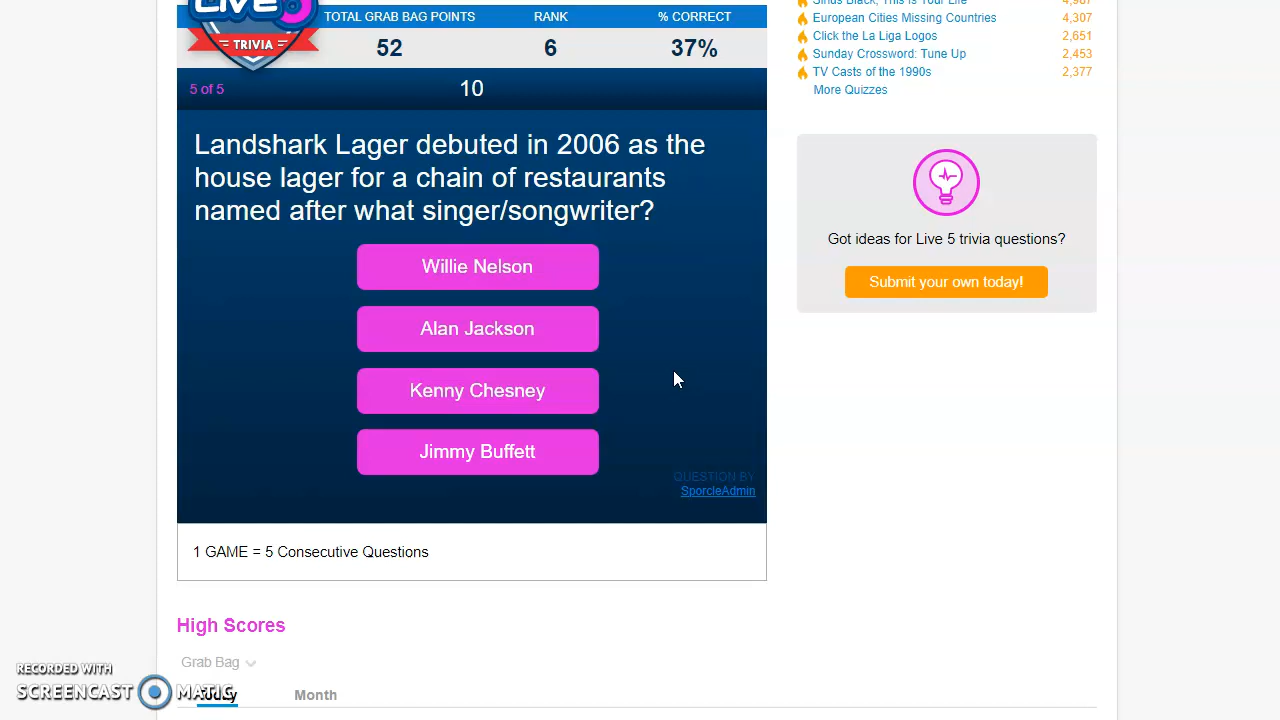 LIVE 5
TRIVIA
TOTAL GRAB BAG POINTS
RANK
% CORRECT
52
6
37%
5 of 5
10
Landshark Lager debuted in 2006 as the
house lager for a chain of restaurants
named after what singer/songwriter?
Willie Nelson
Alan Jackson
Kenny Chesney
Jimmy Buffett
QUESTION BY
SporcleAdmin
1 GAME = 5 Consecutive Questions
High Scores
Grab Bag
Today
Month
European Cities Missing Countries
4,307
Click the La Liga Logos
2,651
Sunday Crossword: Tune Up
2,453
TV Casts of the 1990s
2,377
More Quizzes
Got ideas for Live 5 trivia questions?
Submit your own today!
RECORDED WITH
SCREENCAST MATIC